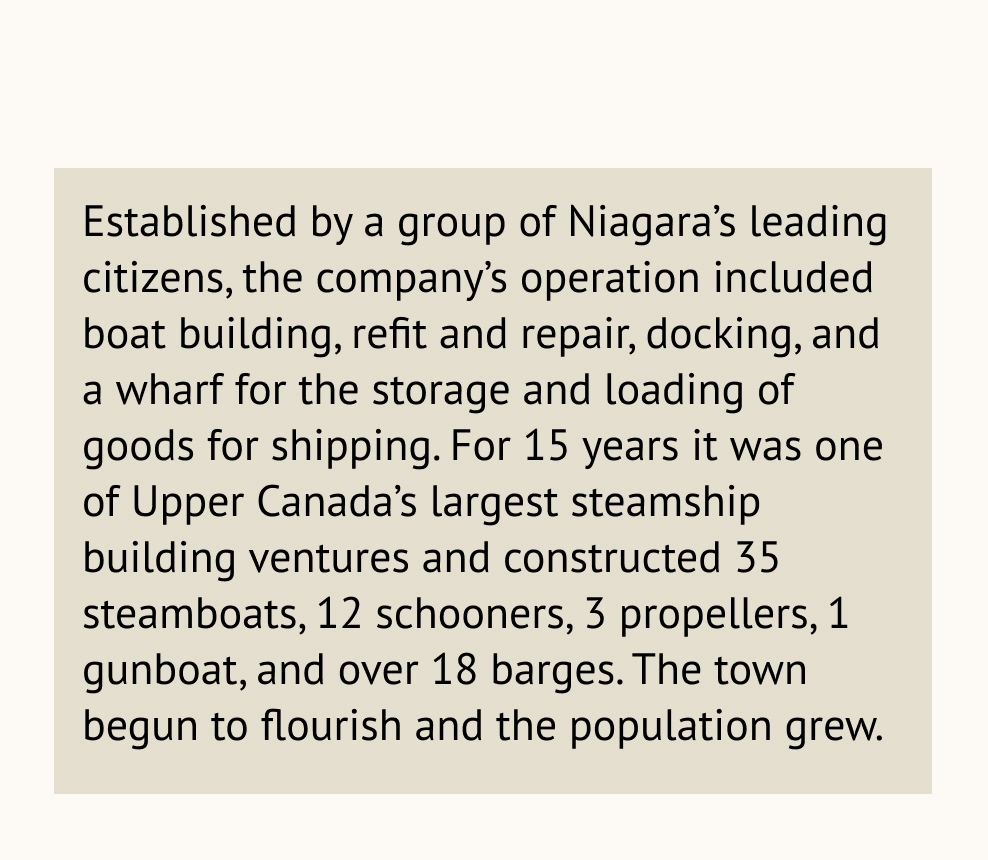 Established by a group of Niagara’s leading
citizens, the company’s operation included
boat building, refit and repair, docking, and
a wharf for the storage and loading of
goods for shipping. For 15 years it was one
of Upper Canada’s largest steamship
building ventures and constructed 35
steamboats, 12 schooners, 3 propellers, 1
gunboat, and over 18 barges. The town
begun to flourish and the population grew.